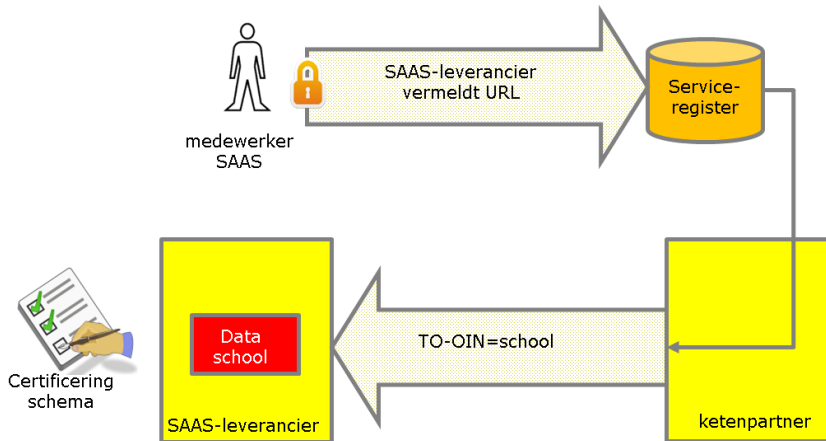 SAAS-leverancier
vermeldt URL
Service-
register
medewerker
SAAS
Data
school
TO-OIN=school
Certificering
schema
SAAS-leverancier
ketenpartner